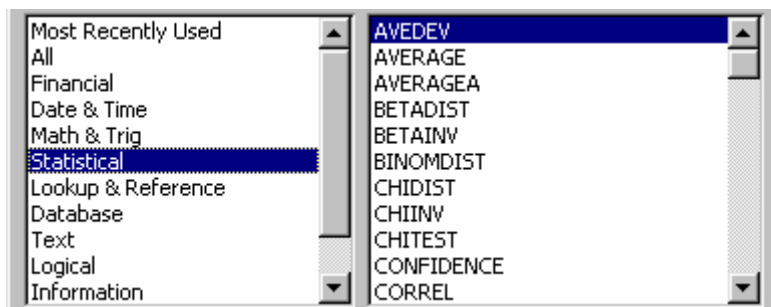 Most Recently Used
All
Financial
Date & Time
Math & Trig
Statistical
Lookup & Reference
Database
Text
Logical
Information
AVEDEV
AVERAGE
AVERAGEA
BETADIST
BETAINV
BINOMDIST
CHIDIST
CHIINV
CHITEST
CONFIDENCE
CORREL